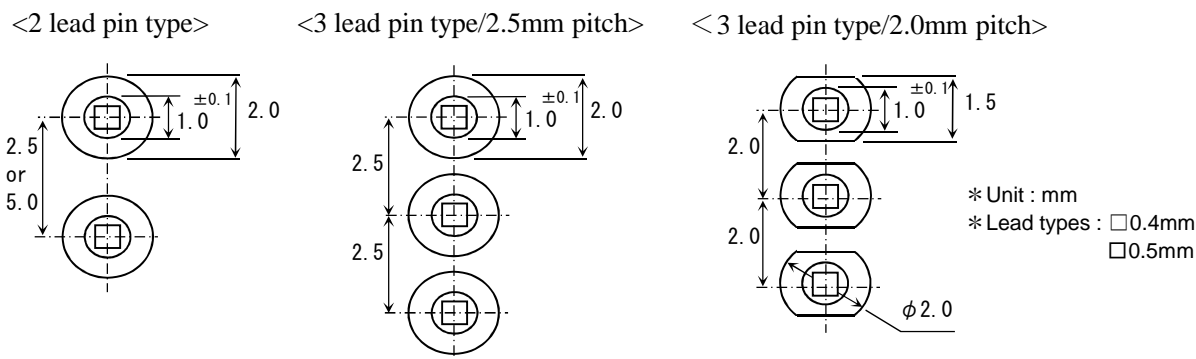 <2 lead pin type>
2.5
or
5.0
1.0
±0.1
2.0
<3 lead pin type/2.5mm pitch>
2.5
2.5
1.0
±0.1
2.0
＜3 lead pin type/2.0mm pitch>
2.0
2.0
1.0
±0.1
1.5
φ2.0
＊Unit : mm
＊Lead types : □0.4mm
□0.5mm